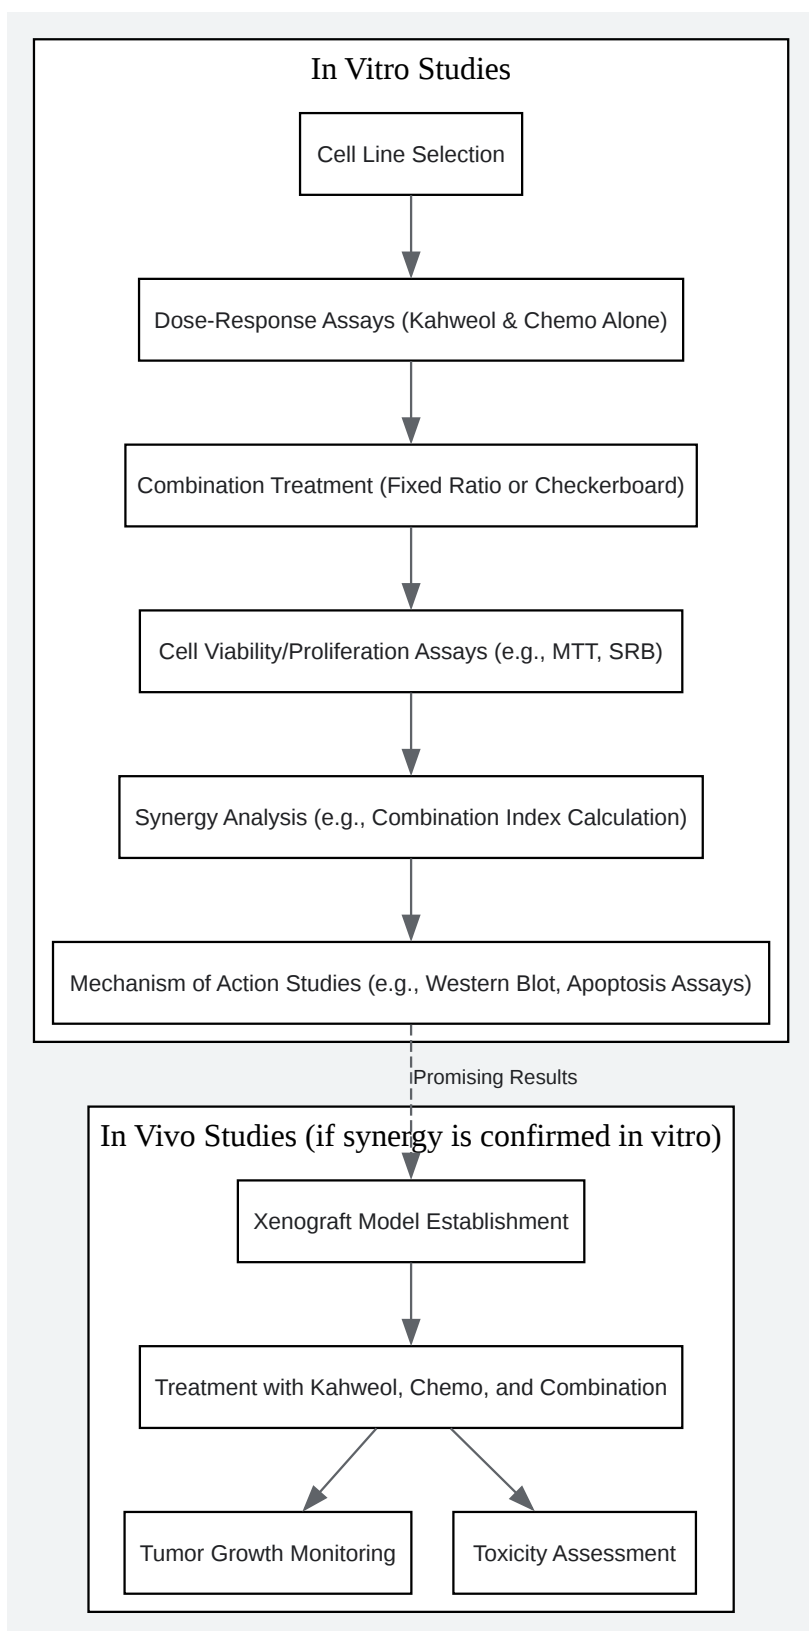 In Vitro Studies
Cell Line Selection
Dose-Response Assays (Kahweol & Chemo Alone)
Combination Treatment (Fixed Ratio or Checkerboard)
Cell Viability/Proliferation Assays (e.g., MTT, SRB)
Synergy Analysis (e.g., Combination Index Calculation)
Mechanism of Action Studies (e.g., Western Blot, Apoptosis Assays)
Promising Results
In Vivo Studies (if synergy is confirmed in vitro)
Xenograft Model Establishment
Treatment with Kahweol, Chemo, and Combination
Tumor Growth Monitoring
Toxicity Assessment